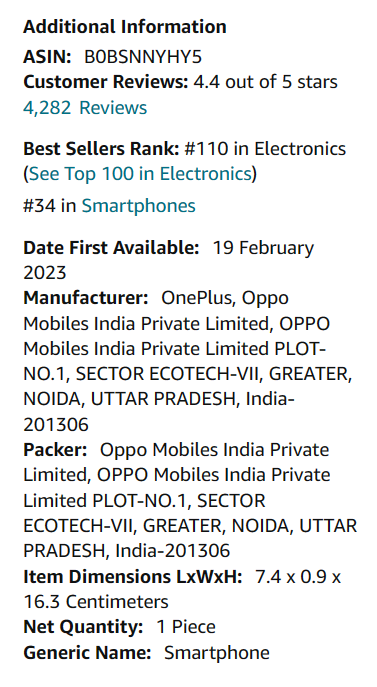 Additional Information
ASIN: B0BSNNYHY5
Customer Reviews: 4.4 out of 5 stars
4,282 Reviews
Best Sellers Rank: #110 in Electronics
(See Top 100 in Electronics)
#34 in Smartphones
Date First Available: 19 February
2023
Manufacturer: OnePlus, Oppo
Mobiles India Private Limited, OPPO
Mobiles India Private Limited PLOT-
NO.1, SECTOR ECOTECH-VII, GREATER,
NOIDA, UTTAR PRADESH, India-
201306
Packer: Oppo Mobiles India Private
Limited, OPPO Mobiles India Private
Limited PLOT-NO.1, SECTOR
ECOTECH-VII, GREATER, NOIDA, UTTAR
PRADESH, India-201306
Item Dimensions LxWxH: 7.4 x 0.9 x
16.3 Centimeters
Net Quantity: 1 Piece
Generic Name: Smartphone